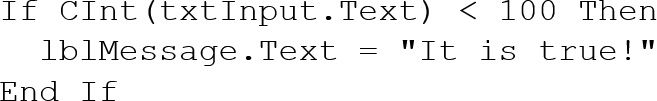 If CInt(txtInput.Text) < 100 Then
  lblMessage.Text = "It is true!"
End If